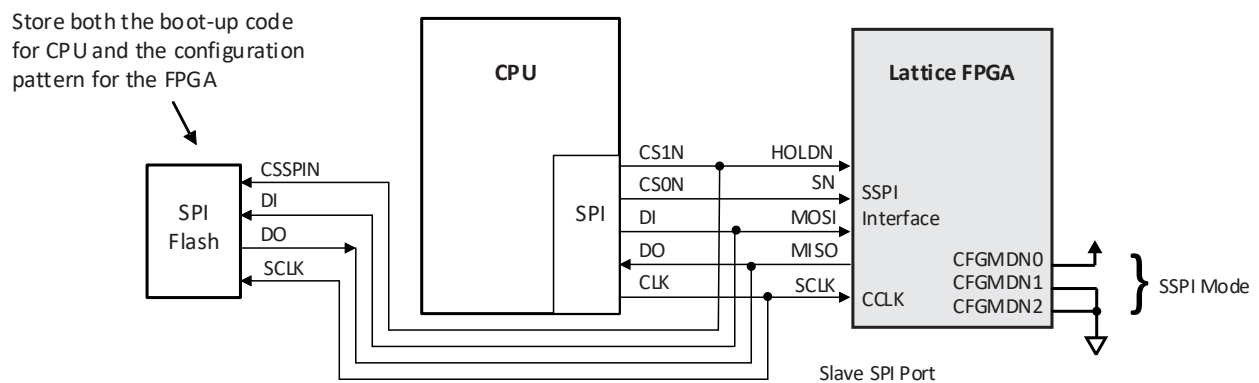 Store both the boot-up code
for CPU and the configuration
pattern for the FPGA
CPU
Lattice FPGA
CS1N
HOLDN
CSSPIN
CS0N
SN
SSPI
Interface
DI
SPI
Flash
SPI
DI
MOSI
DO
DO
MISO
CFGMDN0
SCLK
CLK
SCLK
CCLK
CFGMDN1
CFGMDN2
SSPI Mode
Slave SPI Port